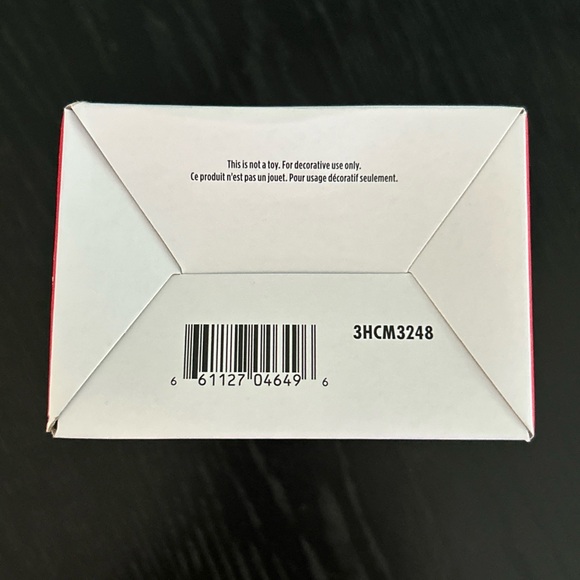 This is not a toy. For decorative use only.
Ce produit n'est pas un jouet. Pour usage décoratif seulement.
3HCM3248
6 61127 04649 6